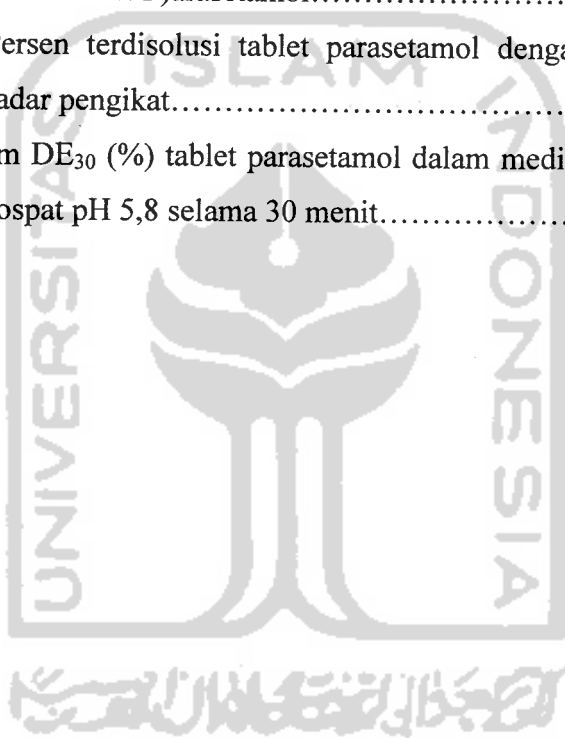 ersen terdisolusi tablet parasetamol denga
adar pengikat……………………………………
m DE₃₀ (%) tablet parasetamol dalam medi
ospat pH 5,8 selama 30 menit………………
ISLAM
UNIVERSITAS
INDONESIA